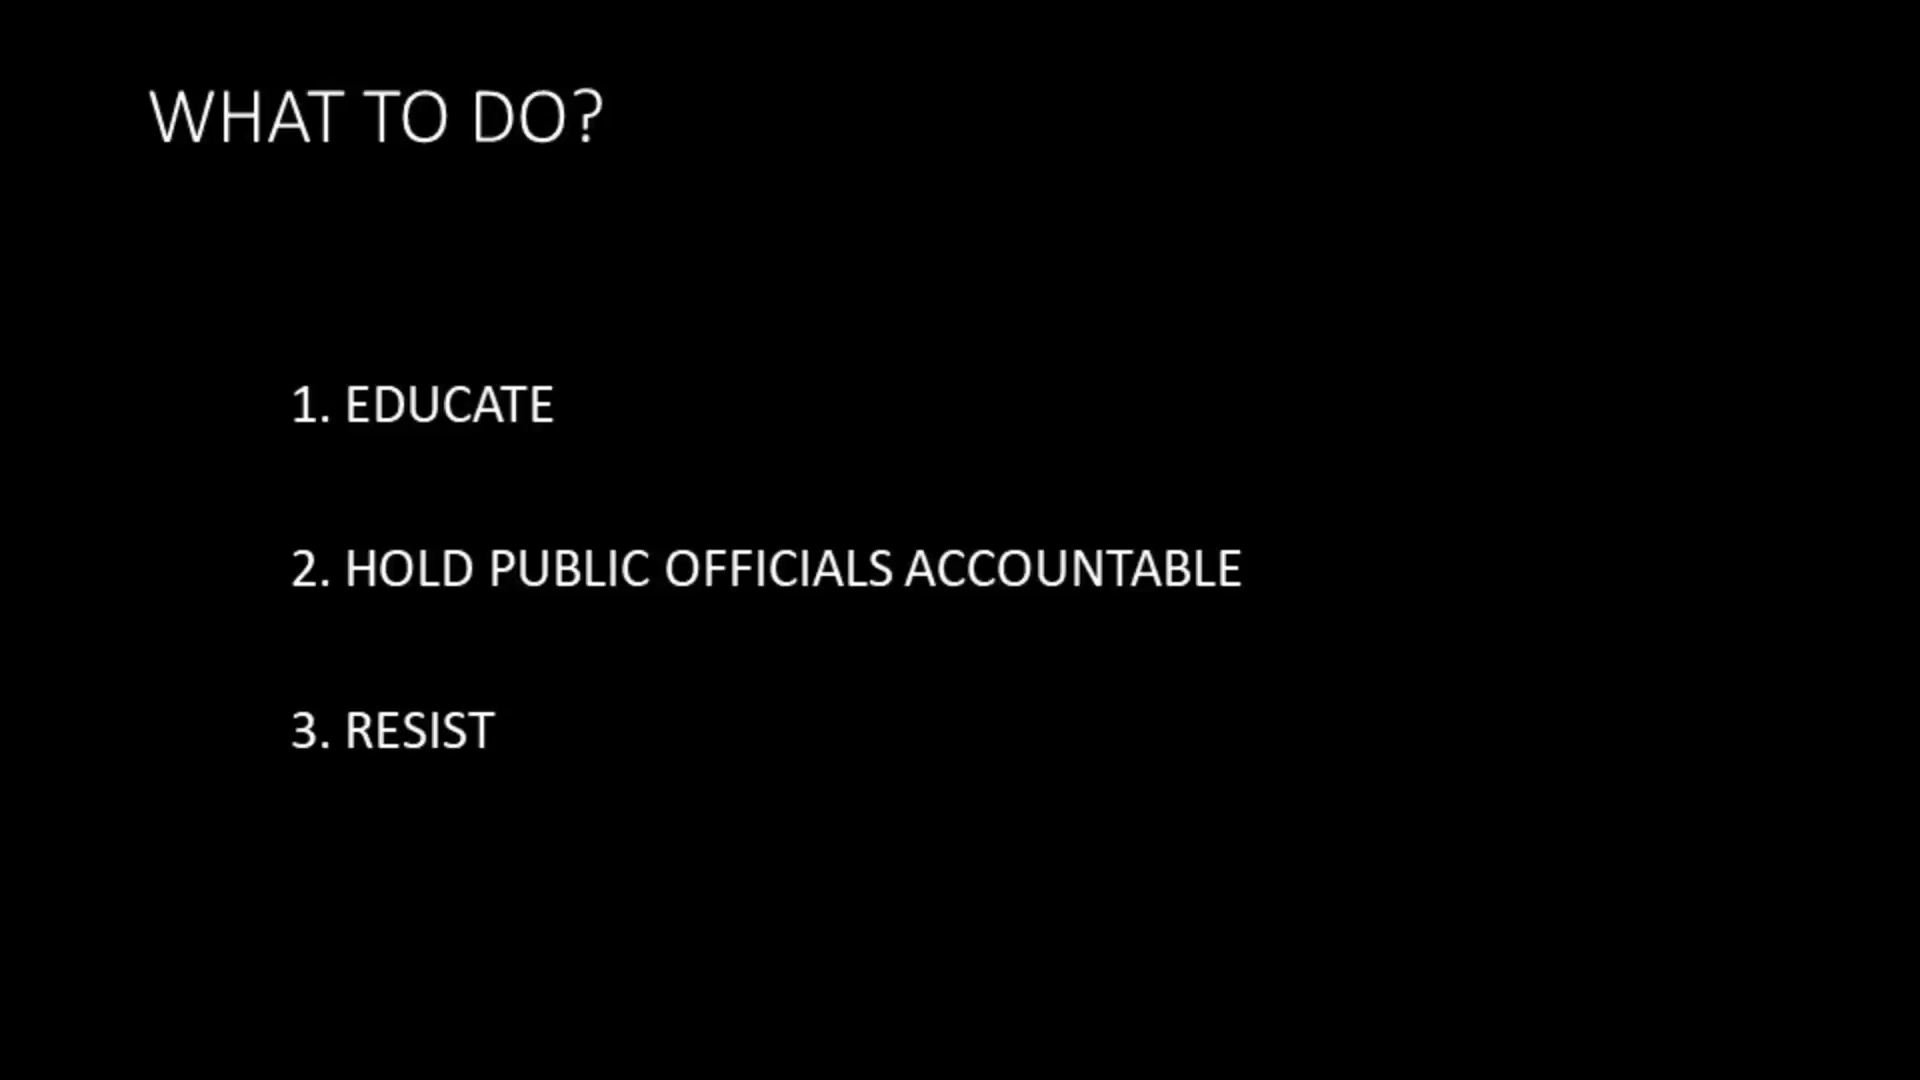 WHAT TO DO?
1. EDUCATE
2. HOLD PUBLIC OFFICIALS ACCOUNTABLE
3. RESIST